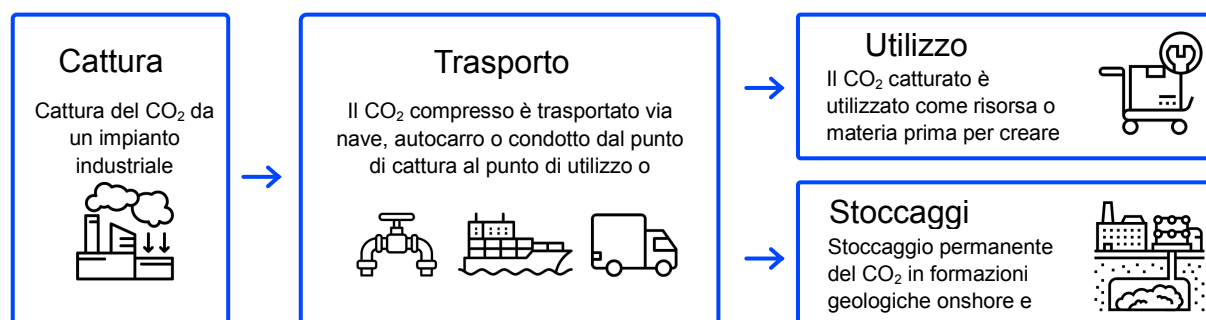 Cattura
Cattura del CO₂ da
un impianto
industriale
Trasporto
Il CO₂ compresso è trasportato via
nave, autocarro o condotto dal punto
di cattura al punto di utilizzo o
Utilizzo
Il CO₂ catturato è
utilizzato come risorsa o
materia prima per creare
Stoccaggi
Stoccaggio permanente
del CO₂ in formazioni
geologiche onshore e